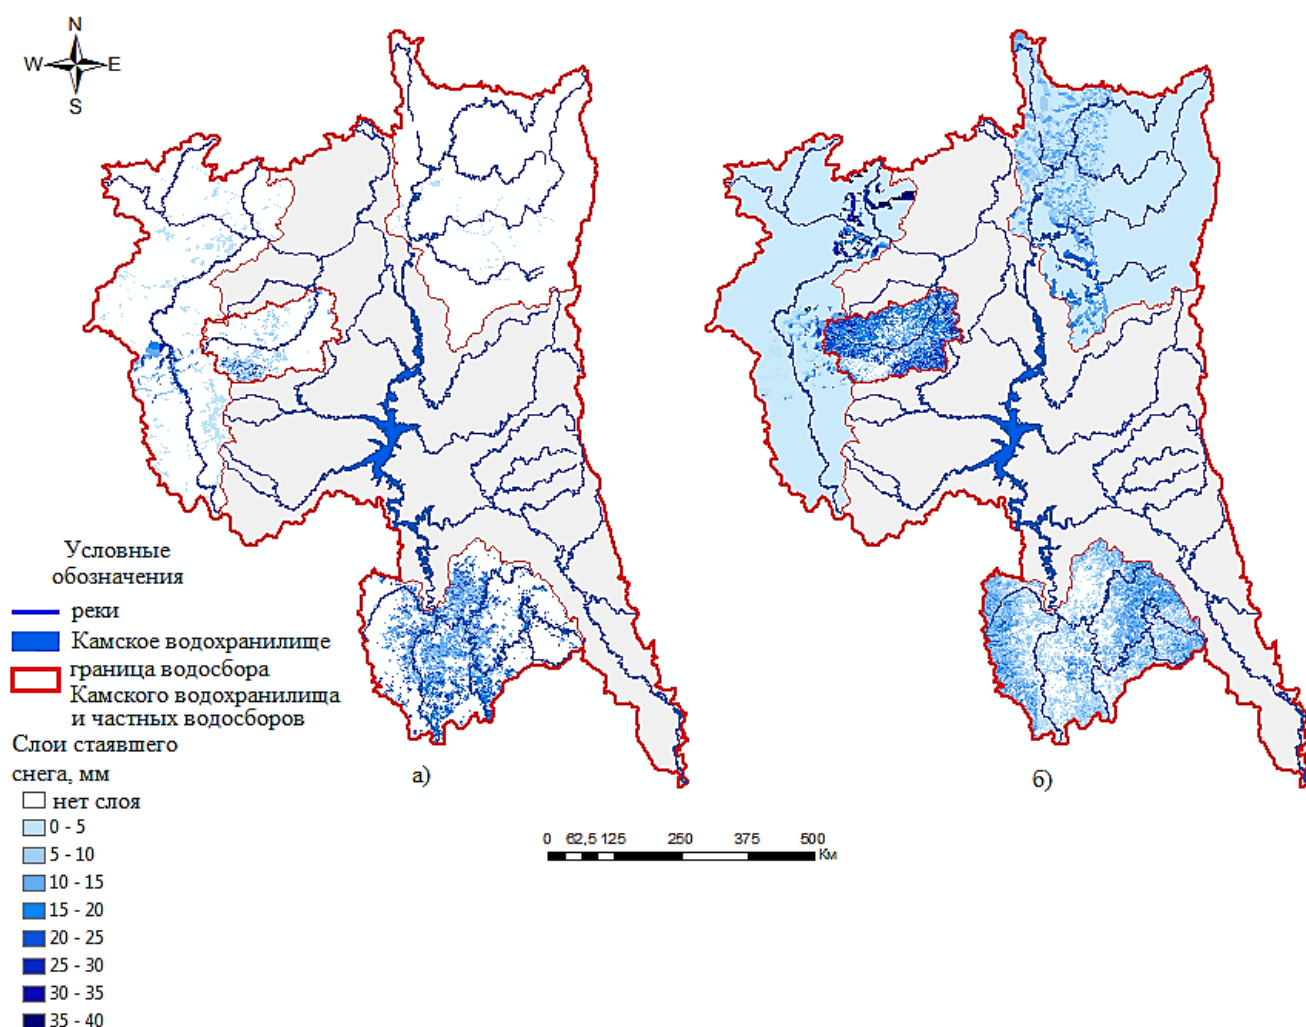 N
W E
S
Условные
обозначения
реки
Камское водохранилище
граница водосбора
Камского водохранилища
и частных водосборов
Слои стаявшего
снега, мм
нет слоя
0 - 5
5 - 10
10 - 15
15 - 20
20 - 25
25 - 30
30 - 35
35 - 40
а)
б)
0 62,5 125 250 375 500
Км